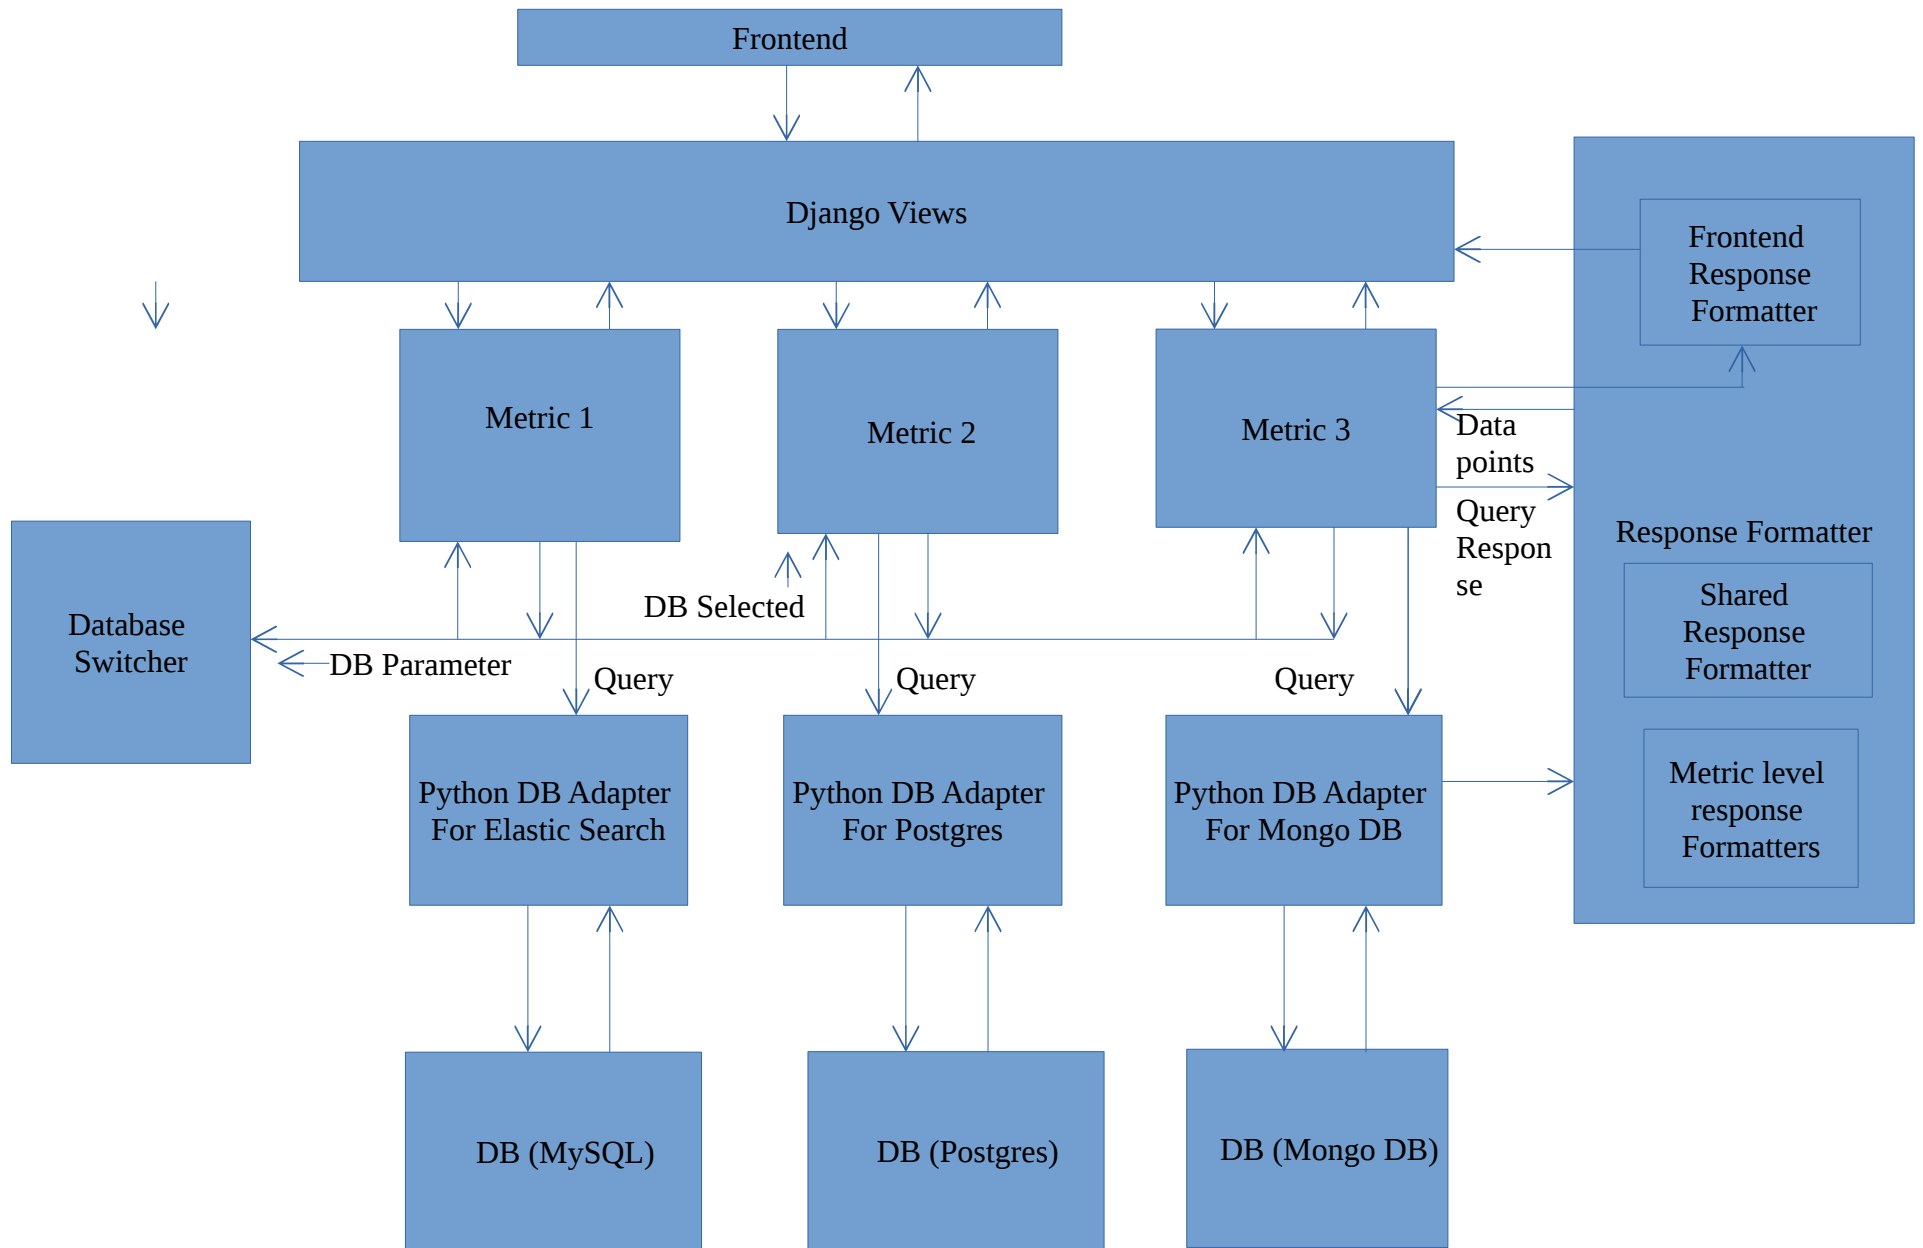 Frontend
Django Views
Frontend
Response
Formatter
Metric 1
Metric 2
Metric 3
Data
points
Query
Respon
se
Response Formatter
Shared
Response
Formatter
Metric level
response
Formatters
Database
Switcher
DB Selected
DB Parameter
Query
Query
Query
Python DB Adapter
For Elastic Search
Python DB Adapter
For Postgres
Python DB Adapter
For Mongo DB
DB (MySQL)
DB (Postgres)
DB (Mongo DB)